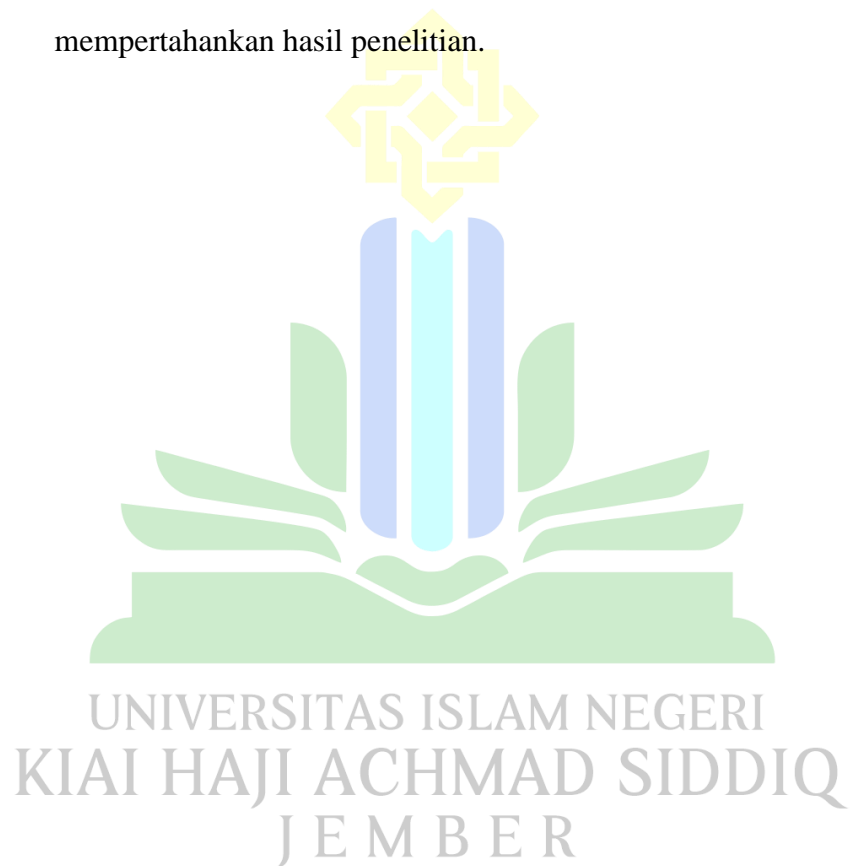 mempertahankan hasil penelitian.
UNIVERSITAS ISLAM NEGERI
KIAI HAJI ACHMAD SIDDIQ
JEMBER